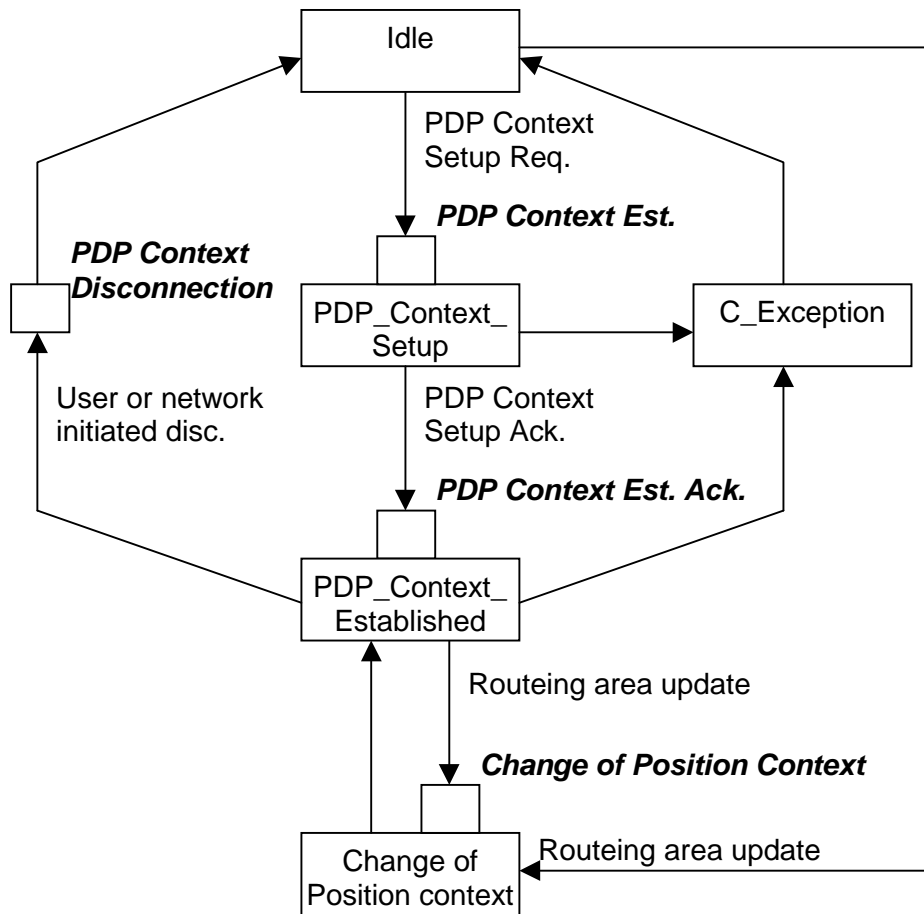 Idle
PDP Context
Setup Req.
PDP Context Est.
PDP Context
Disconnection
PDP_Context_
Setup
C_Exception
User or network
initiated disc.
PDP Context
Setup Ack.
PDP Context Est. Ack.
PDP_Context_
Established
Routeing area update
Change of Position Context
Change of
Position context
Routeing area update